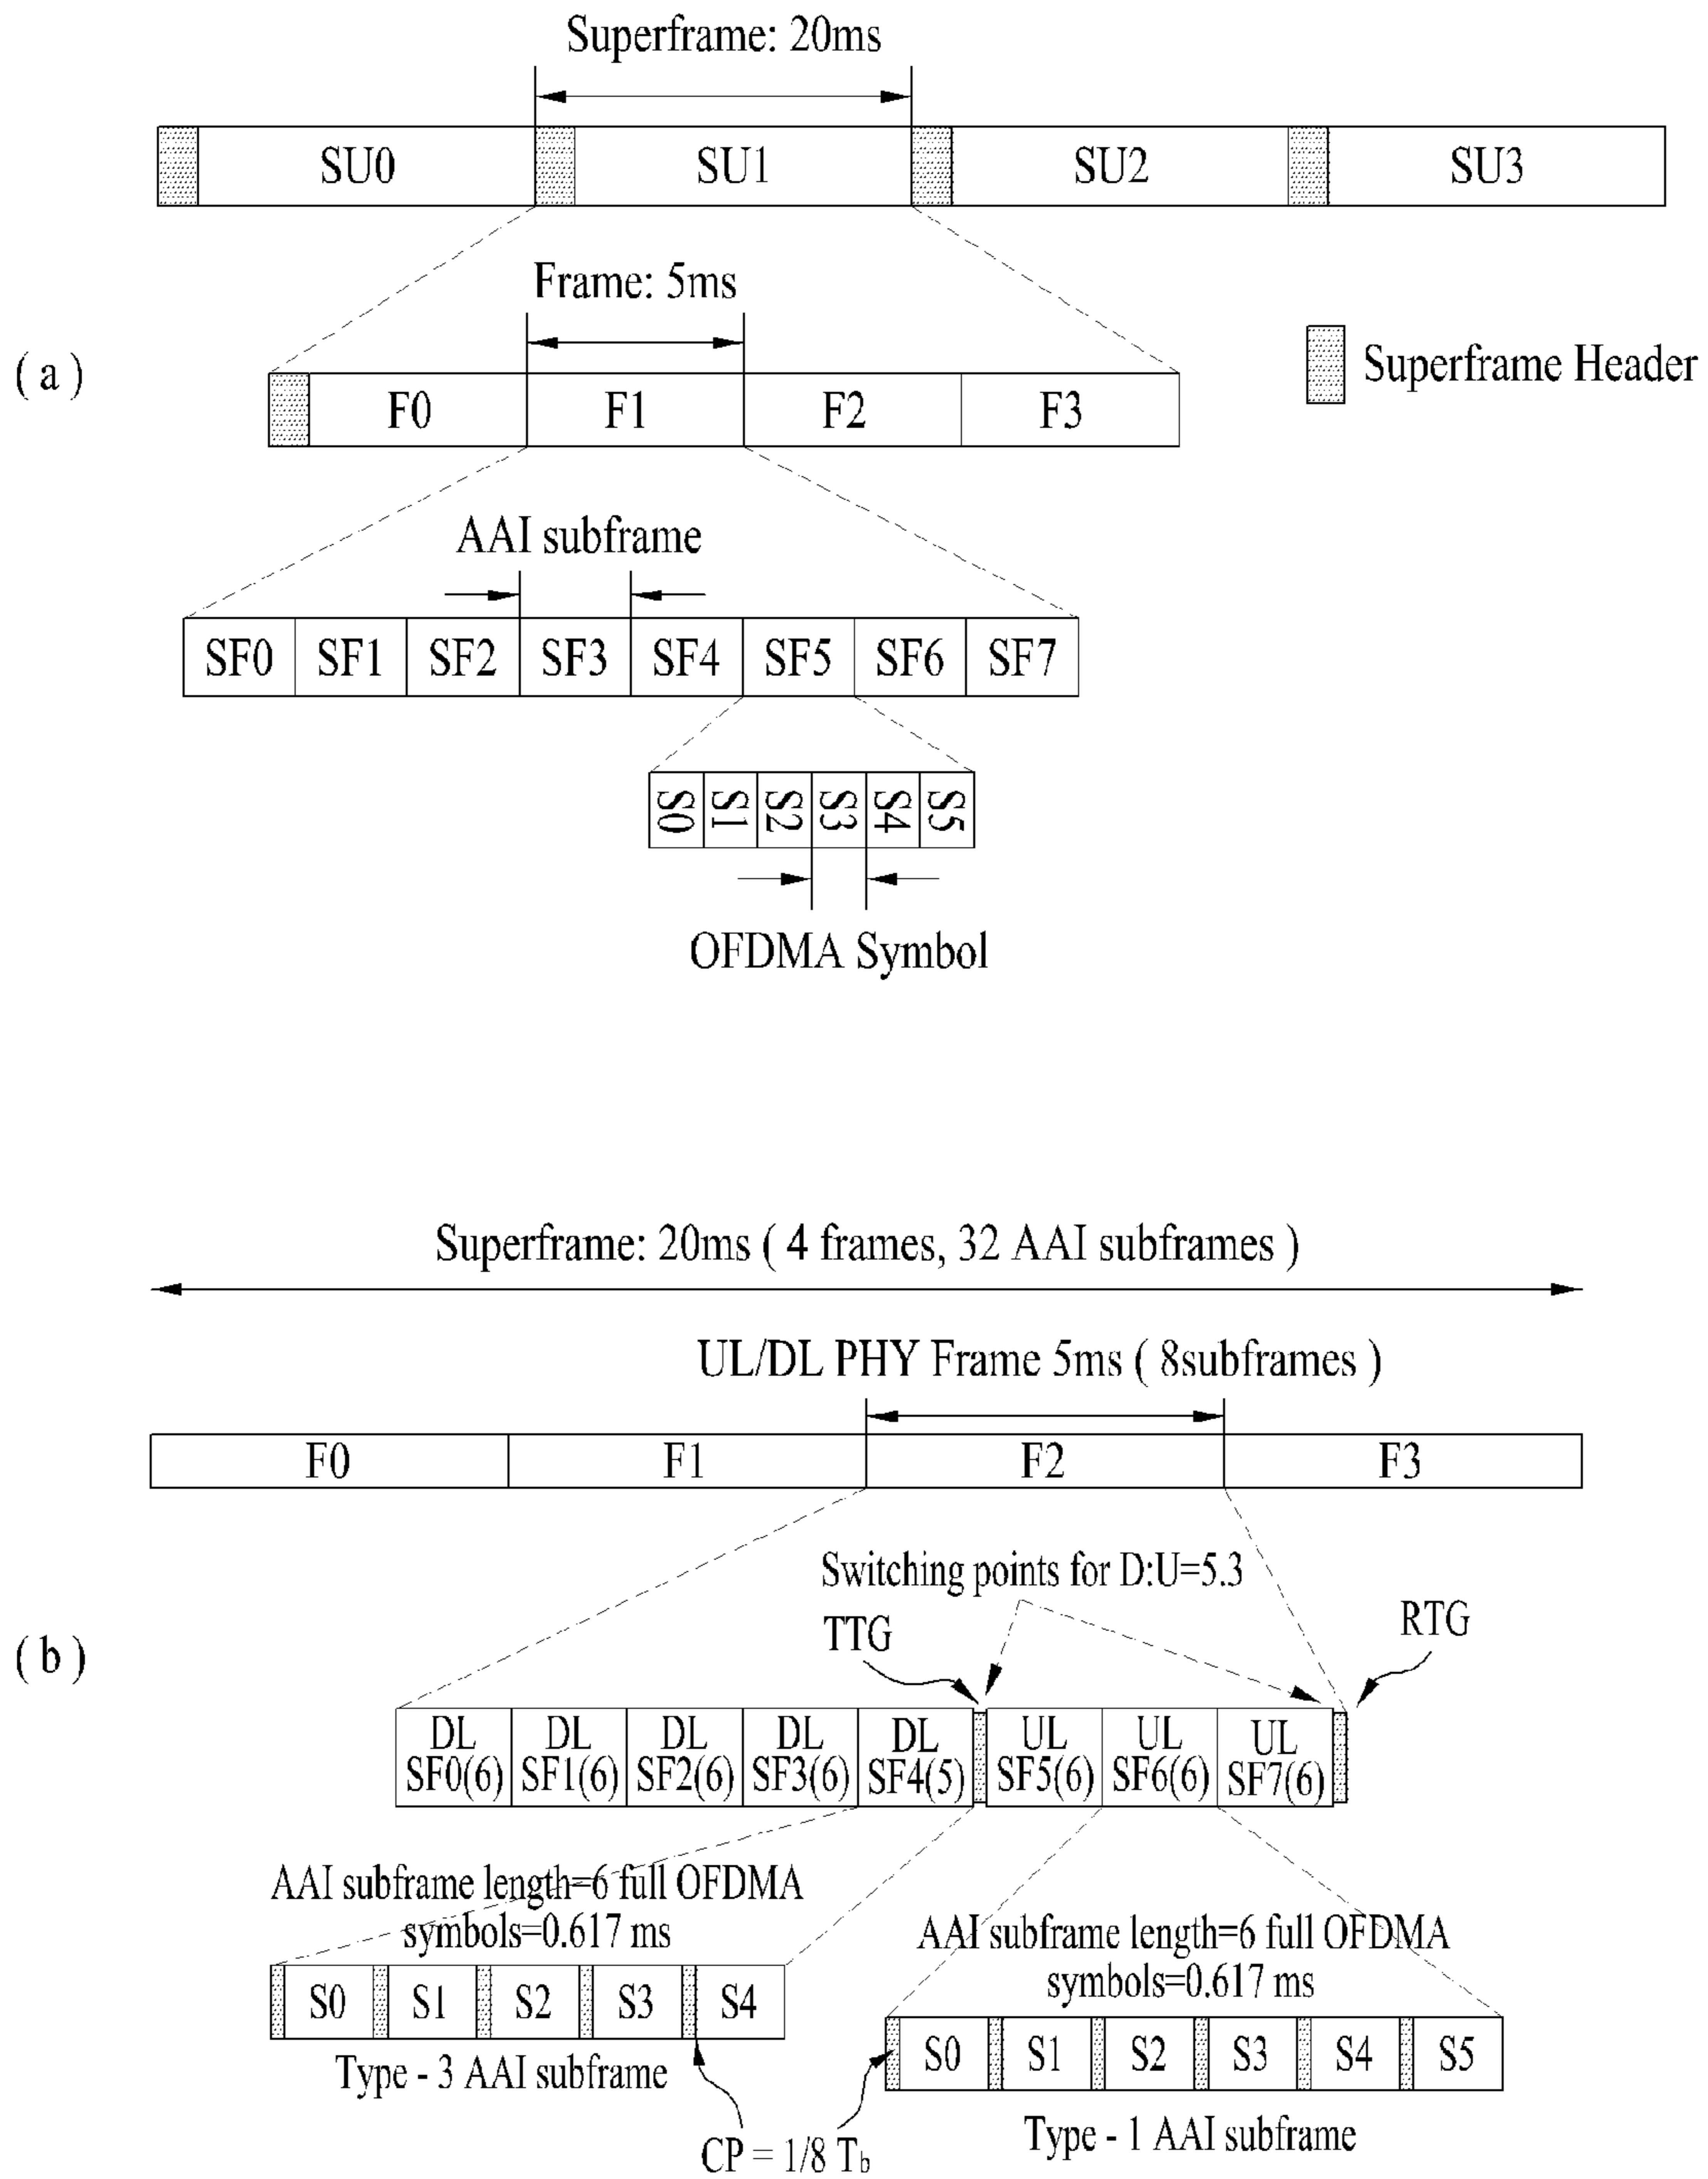 Superframe: 20ms
SU0 SU1 SU2 SU3
Frame: 5ms
( a )
Superframe Header
F0 F1 F2 F3
AAI subframe
SF0 SF1 SF2 SF3 SF4 SF5 SF6 SF7
S0 S1 S2 S3 S4 S5
OFDMA Symbol
Superframe: 20ms ( 4 frames, 32 AAI subframes )
UL/DL PHY Frame 5ms ( 8subframes )
F0 F1 F2 F3
Switching points for D:U=5.3
TTG
RTG
( b )
DL DL DL DL DL UL UL UL
SF0(6) SF1(6) SF2(6) SF3(6) SF4(5) SF5(6) SF6(6) SF7(6)
AAI subframe length=6 full OFDMA
symbols=0.617 ms
AAI subframe length=6 full OFDMA
symbols=0.617 ms
S0 S1 S2 S3 S4
Type - 3 AAI subframe
S0 S1 S2 S3 S4 S5
Type - 1 AAI subframe
CP = 1/8 Tb